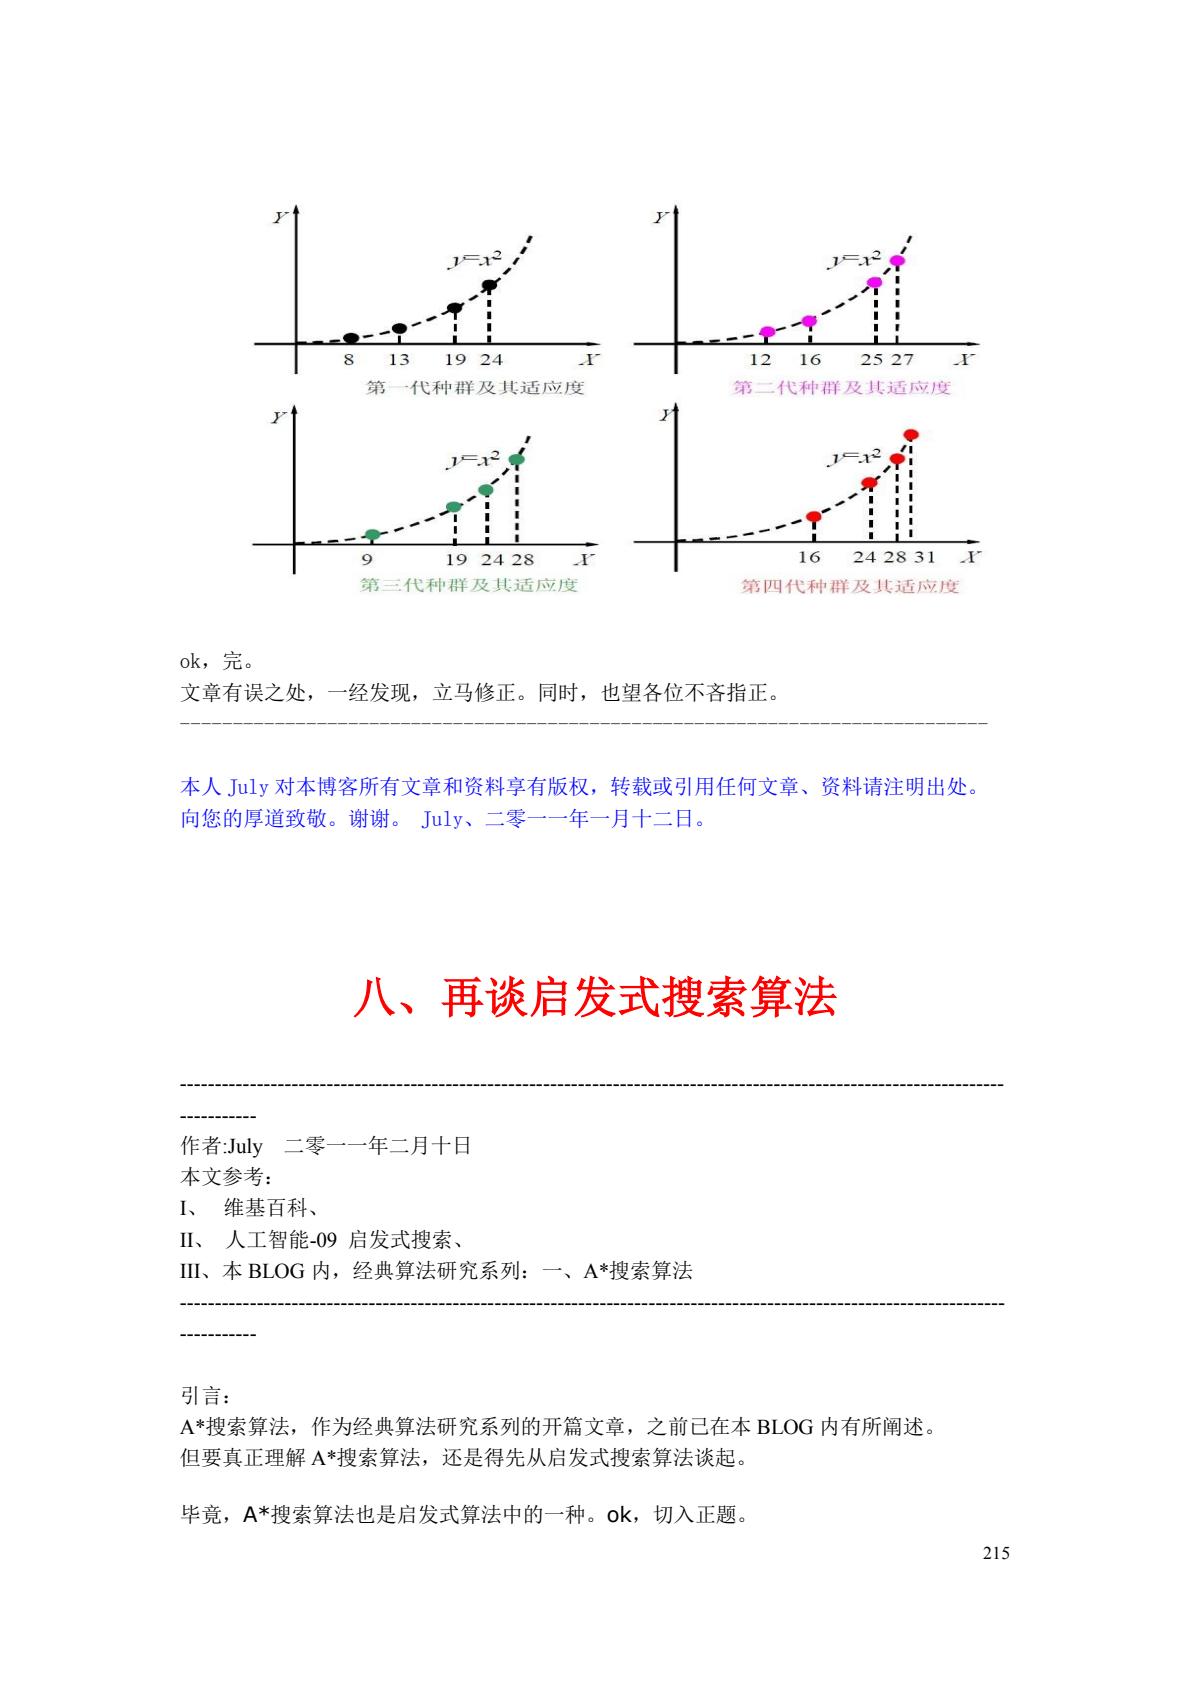 Y
y=x²
8 13 19 24 X
第一代种群及其适应度
Y
y=x²
12 16 25 27 X
第二代种群及其适应度
Y
y=x²
9 19 24 28 X
第三代种群及其适应度
Y
y=x²
16 24 28 31 X
第四代种群及其适应度
ok，完。
文章有误之处，一经发现，立马修正。同时，也望各位不吝指正。
------------------------------------------------------------------------------
本人 July 对本博客所有文章和资料享有版权，转载或引用任何文章、资料请注明出处。
向您的厚道致敬。谢谢。 July、二零一一年一月十二日。
八、再谈启发式搜索算法
----------------------------------------------------------------------------------------------------------------------
-----------
作者:July 二零一一年二月十日
本文参考：
I、 维基百科、
II、 人工智能-09 启发式搜索、
III、本 BLOG 内，经典算法研究系列：一、A*搜索算法
----------------------------------------------------------------------------------------------------------------------
-----------
引言：
A*搜索算法，作为经典算法研究系列的开篇文章，之前已在本 BLOG 内有所阐述。
但要真正理解 A*搜索算法，还是得先从启发式搜索算法谈起。
毕竟，A*搜索算法也是启发式算法中的一种。ok，切入正题。
215